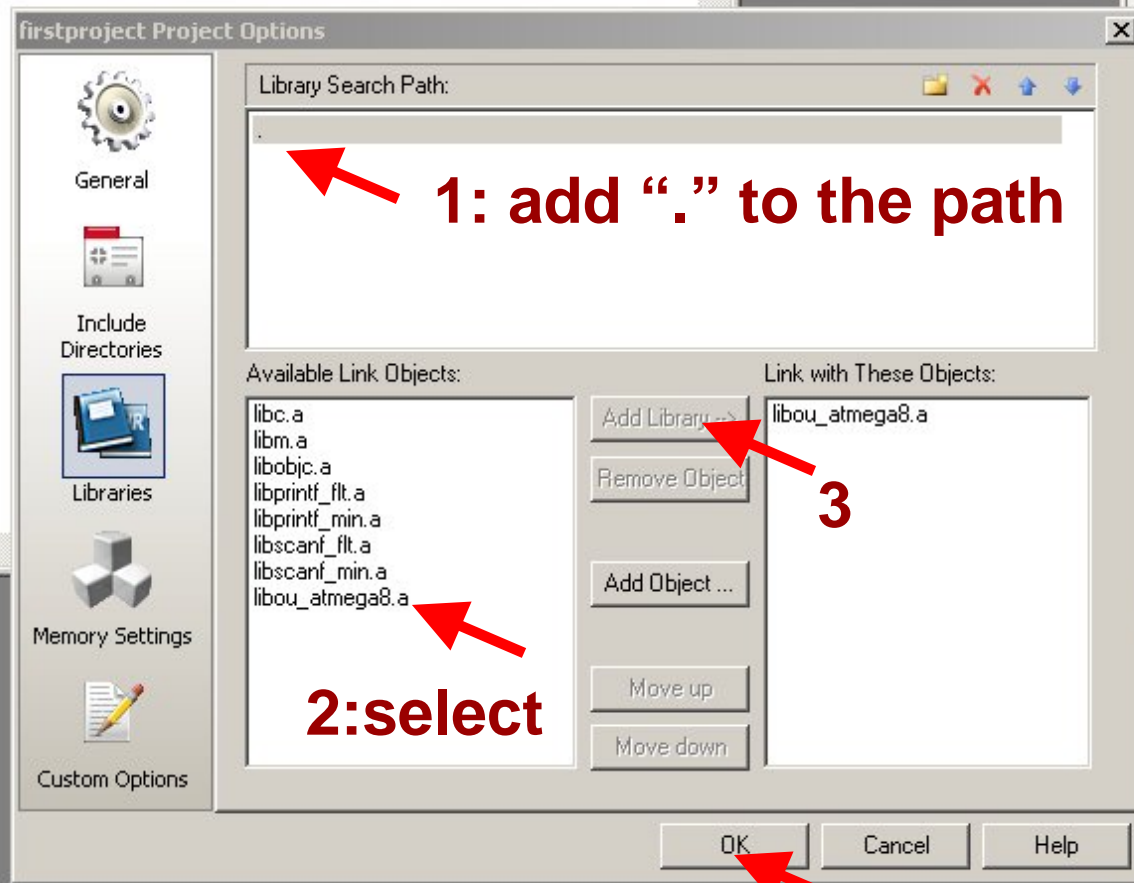 firstproject Project Options
Library Search Path:
.
1: add “.” to the path
General
Include
Directories
Libraries
Memory Settings
Custom Options
Available Link Objects:
libc.a
libm.a
libobjc.a
libprintf_flt.a
libprintf_min.a
libscanf_flt.a
libscanf_min.a
libou_atmega8.a
2:select
Add Library -->
Remove Object
3
Add Object ...
Move up
Move down
Link with These Objects:
libou_atmega8.a
OK
Cancel
Help